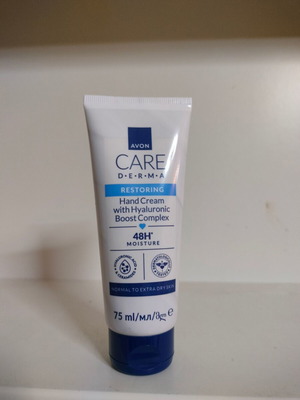 AVON
CARE
D·E·R·M·A
RESTORING
Hand Cream
with Hyaluronic
Boost Complex
48H*
MOISTURE
NORMAL TO EXTRA DRY SKIN
75 ml/мл/მლ ℮